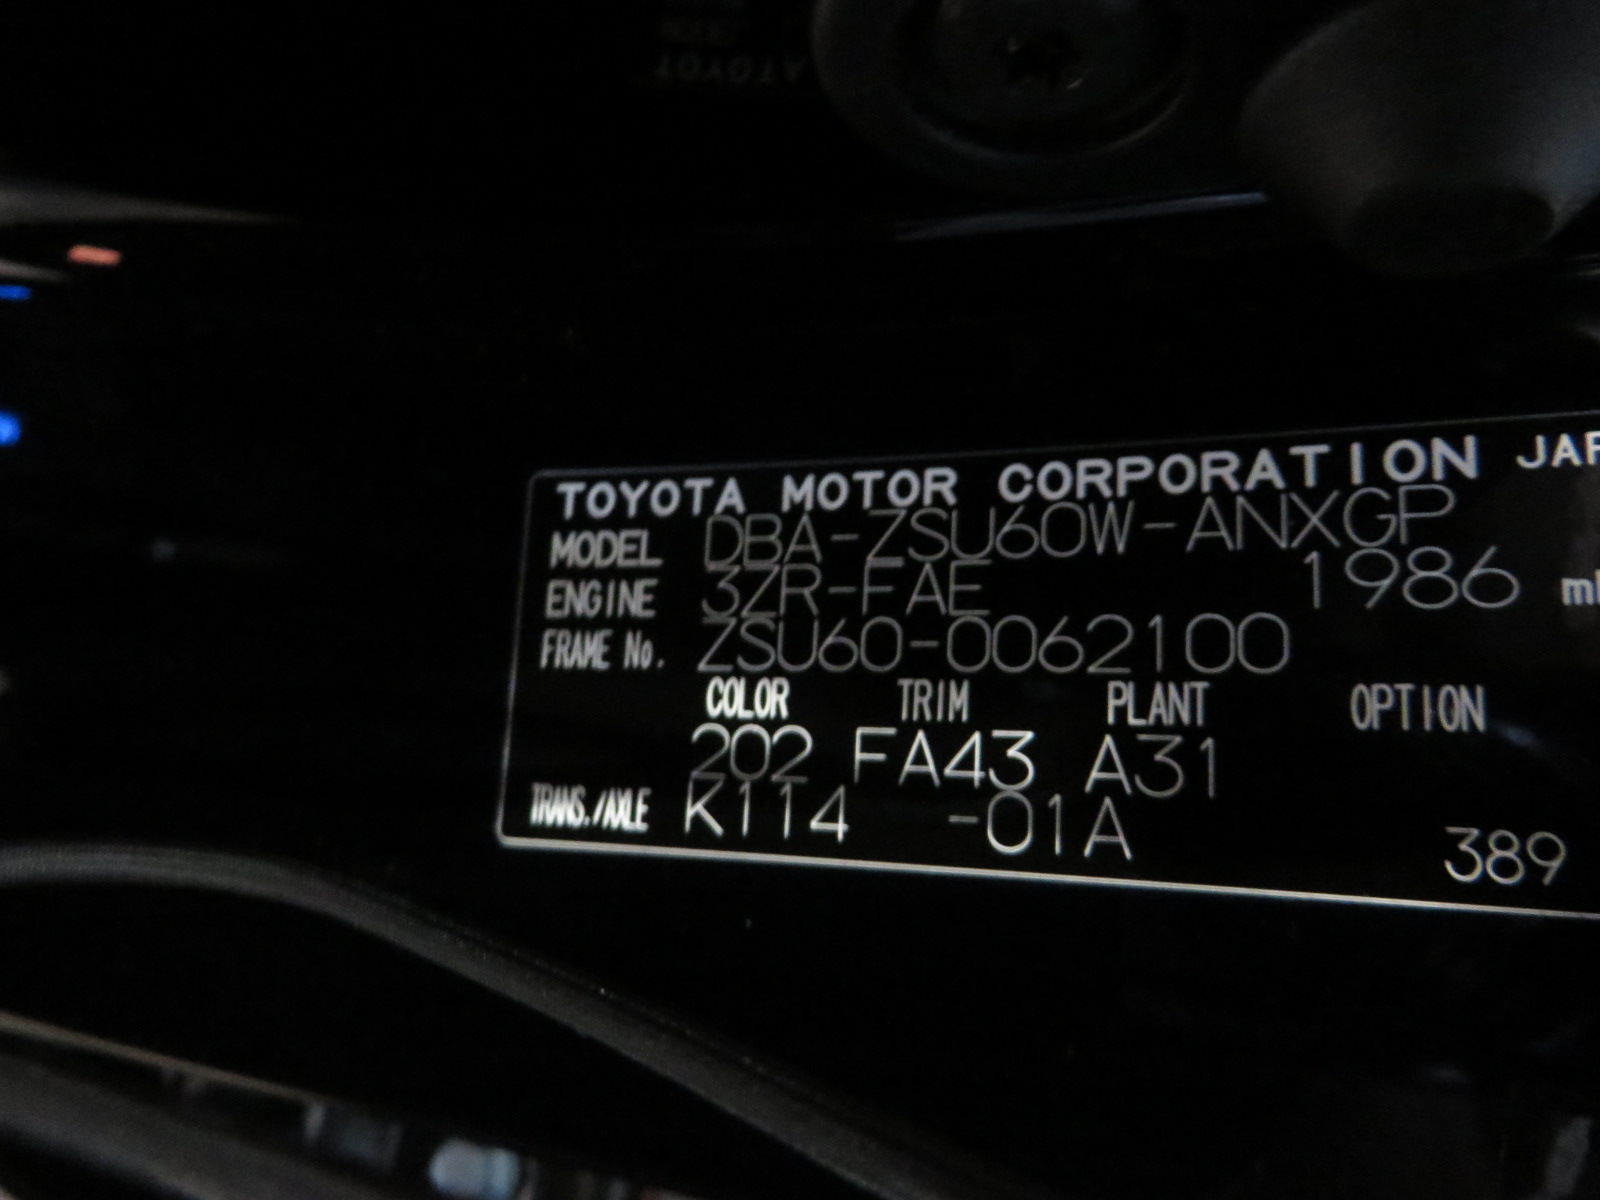 TOYOTA MOTOR CORPORATION JAP
MODEL DBA-ZSU60W-ANXGP
ENGINE 3ZR-FAE 1986 m
FRAME No. ZSU60-0062100
COLOR TRIM PLANT OPTION
202 FA43 A31
TRANS./AXLE K114 -01A
389